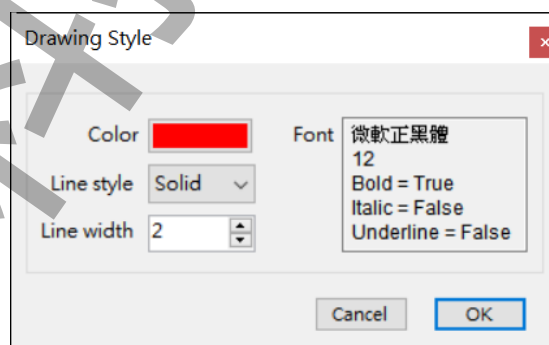 Drawing Style
Color
Font
微軟正黑體
12
Bold = True
Italic = False
Underline = False
Line style
Solid
Line width
2
Cancel
OK